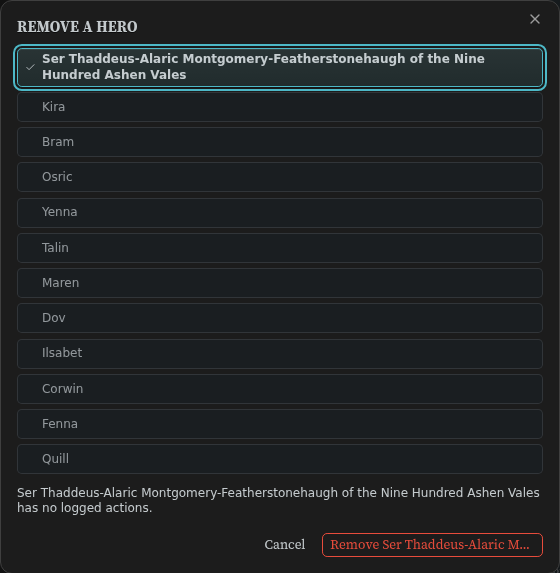 REMOVE A HERO
Ser Thaddeus-Alaric Montgomery-Featherstonehaugh of the Nine
Hundred Ashen Vales
Kira
Bram
Osric
Yenna
Talin
Maren
Dov
Ilsabet
Corwin
Fenna
Quill
Ser Thaddeus-Alaric Montgomery-Featherstonehaugh of the Nine Hundred Ashen Vales
has no logged actions.
Cancel
Remove Ser Thaddeus-Alaric M...